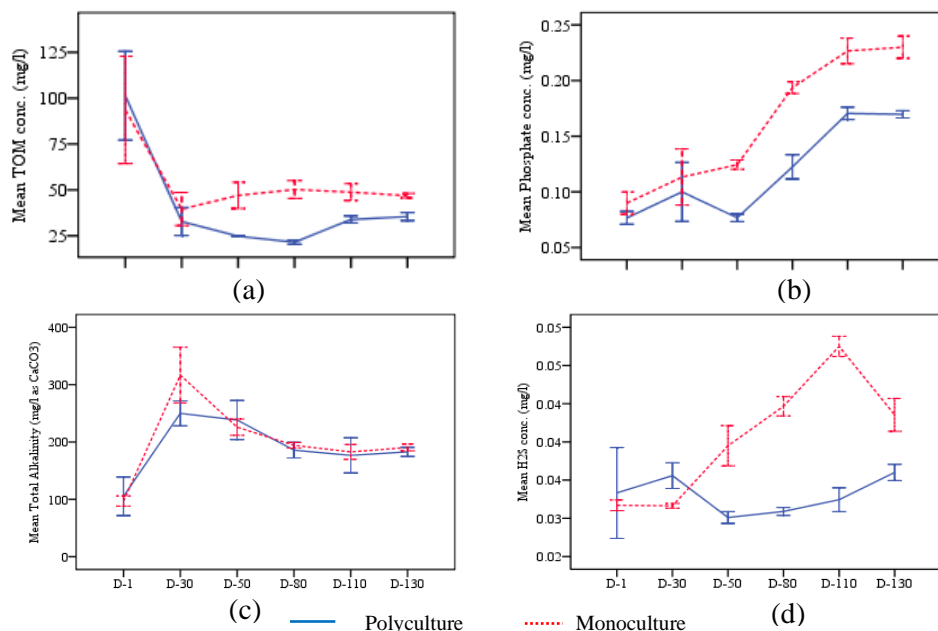 Mean TOM conc. (mg/l)
125
100
75
50
25
(a)
Mean Phosphate conc. (mg/l)
0.25
0.20
0.15
0.10
0.05
(b)
Mean Total Alkalinity (mg/l as CaCO3)
400
300
200
100
0
D-1 D-30 D-50 D-80 D-110 D-130
(c)
Mean H2S conc. (mg/l)
0.05
0.05
0.04
0.04
0.04
0.03
0.02
D-1 D-30 D-50 D-80 D-110 D-130
(d)
Polyculture Monoculture